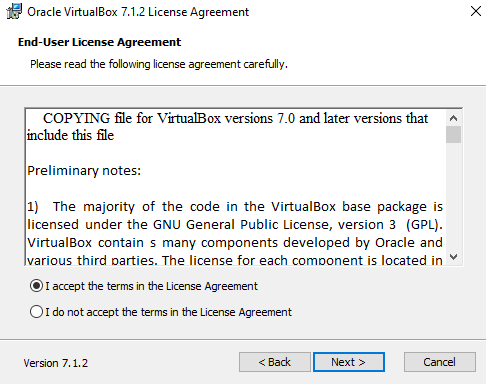 Oracle VirtualBox 7.1.2 License Agreement
End-User License Agreement
Please read the following license agreement carefully.
COPYING file for VirtualBox versions 7.0 and later versions that
include this file
Preliminary notes:
1) The majority of the code in the VirtualBox base package is
licensed under the GNU General Public License, version 3 (GPL).
VirtualBox contain s many components developed by Oracle and
various third parties. The license for each component is located in
I accept the terms in the License Agreement
I do not accept the terms in the License Agreement
Version 7.1.2
< Back
Next >
Cancel